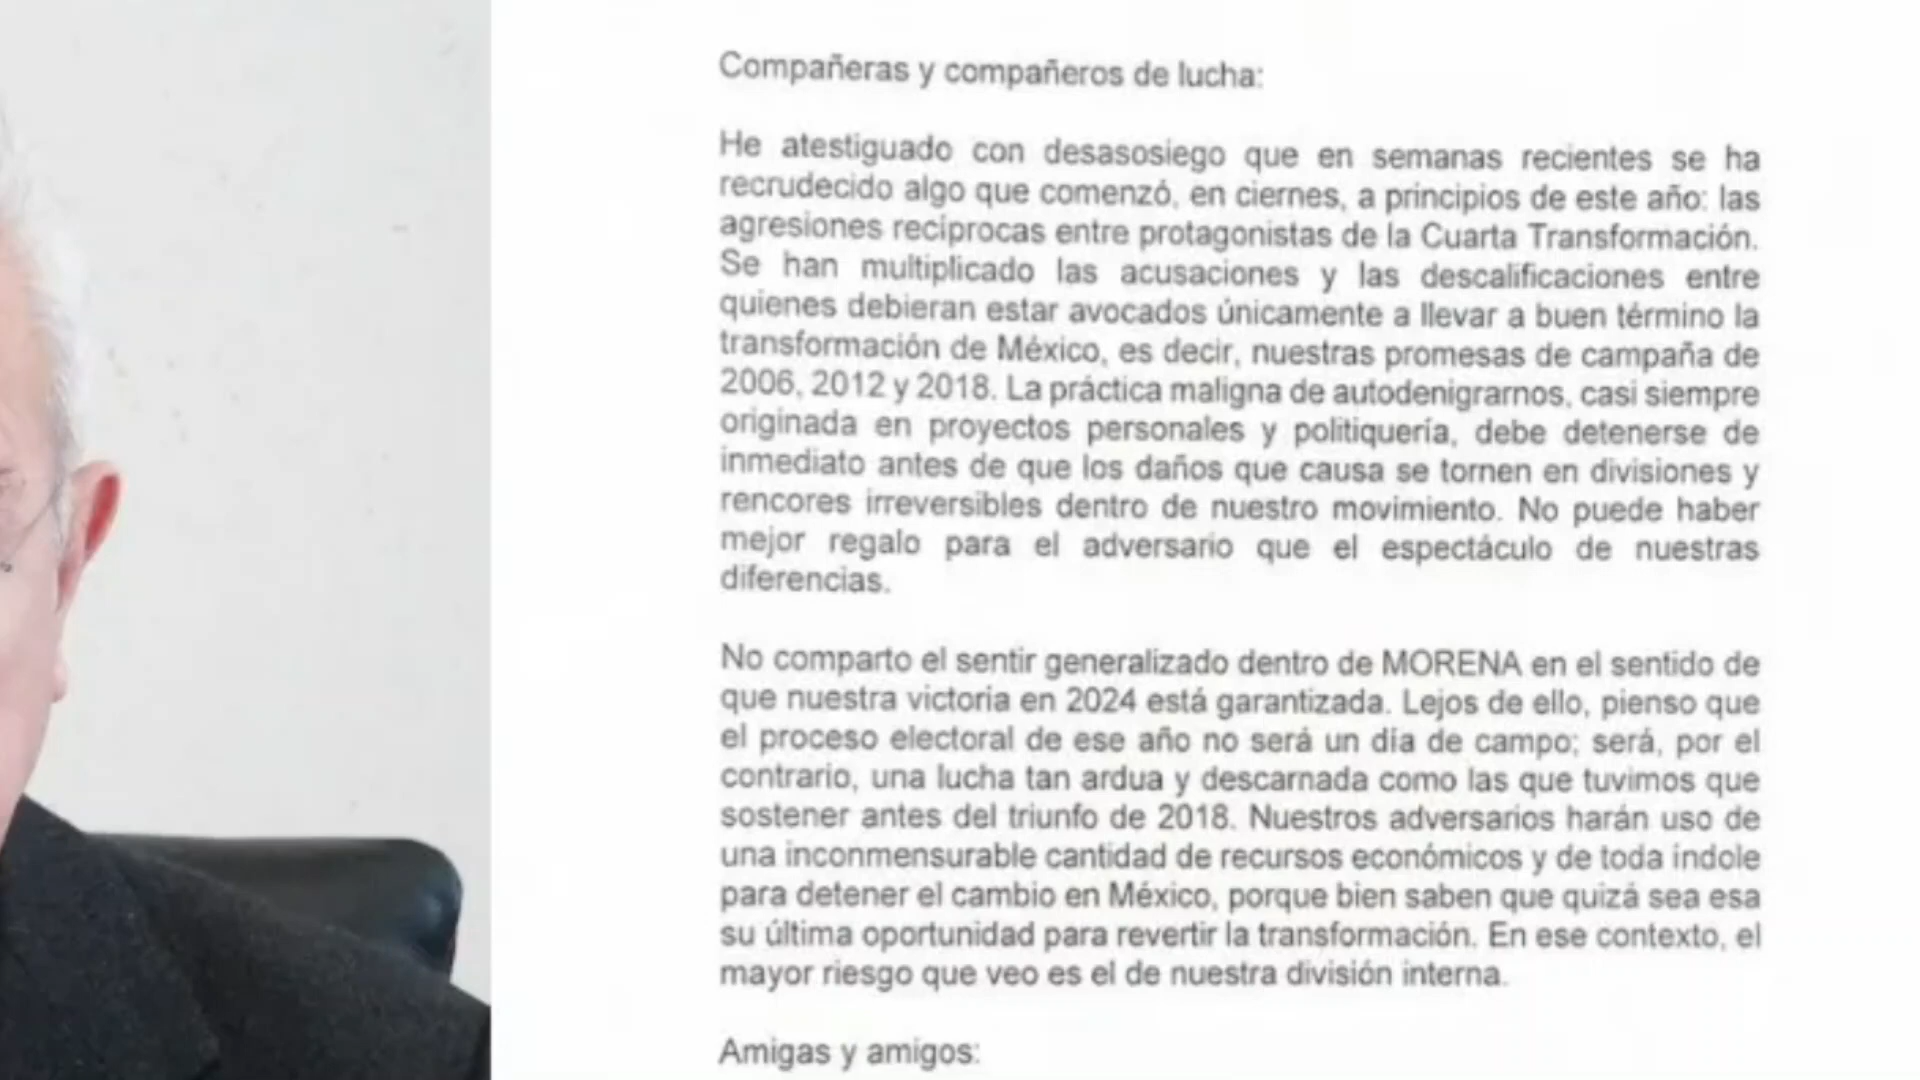 Compañeras y compañeros de lucha:
He atestiguado con desasosiego que en semanas recientes se ha
recrudecido algo que comenzó, en ciernes, a principios de este año: las
agresiones recíprocas entre protagonistas de la Cuarta Transformación.
Se han multiplicado las acusaciones y las descalificaciones entre
quienes debieran estar avocados únicamente a llevar a buen término la
transformación de México, es decir, nuestras promesas de campaña de
2006, 2012 y 2018. La práctica maligna de autodenigrarnos, casi siempre
originada en proyectos personales y politiquería, debe detenerse de
inmediato antes de que los daños que causa se tornen en divisiones y
rencores irreversibles dentro de nuestro movimiento. No puede haber
mejor regalo para el adversario que el espectáculo de nuestras
diferencias.
No comparto el sentir generalizado dentro de MORENA en el sentido de
que nuestra victoria en 2024 está garantizada. Lejos de ello, pienso que
el proceso electoral de ese año no será un día de campo; será, por el
contrario, una lucha tan ardua y descarnada como las que tuvimos que
sostener antes del triunfo de 2018. Nuestros adversarios harán uso de
una inconmensurable cantidad de recursos económicos y de toda índole
para detener el cambio en México, porque bien saben que quizá sea esa
su última oportunidad para revertir la transformación. En ese contexto, el
mayor riesgo que veo es el de nuestra división interna.
Amigas y amigos: